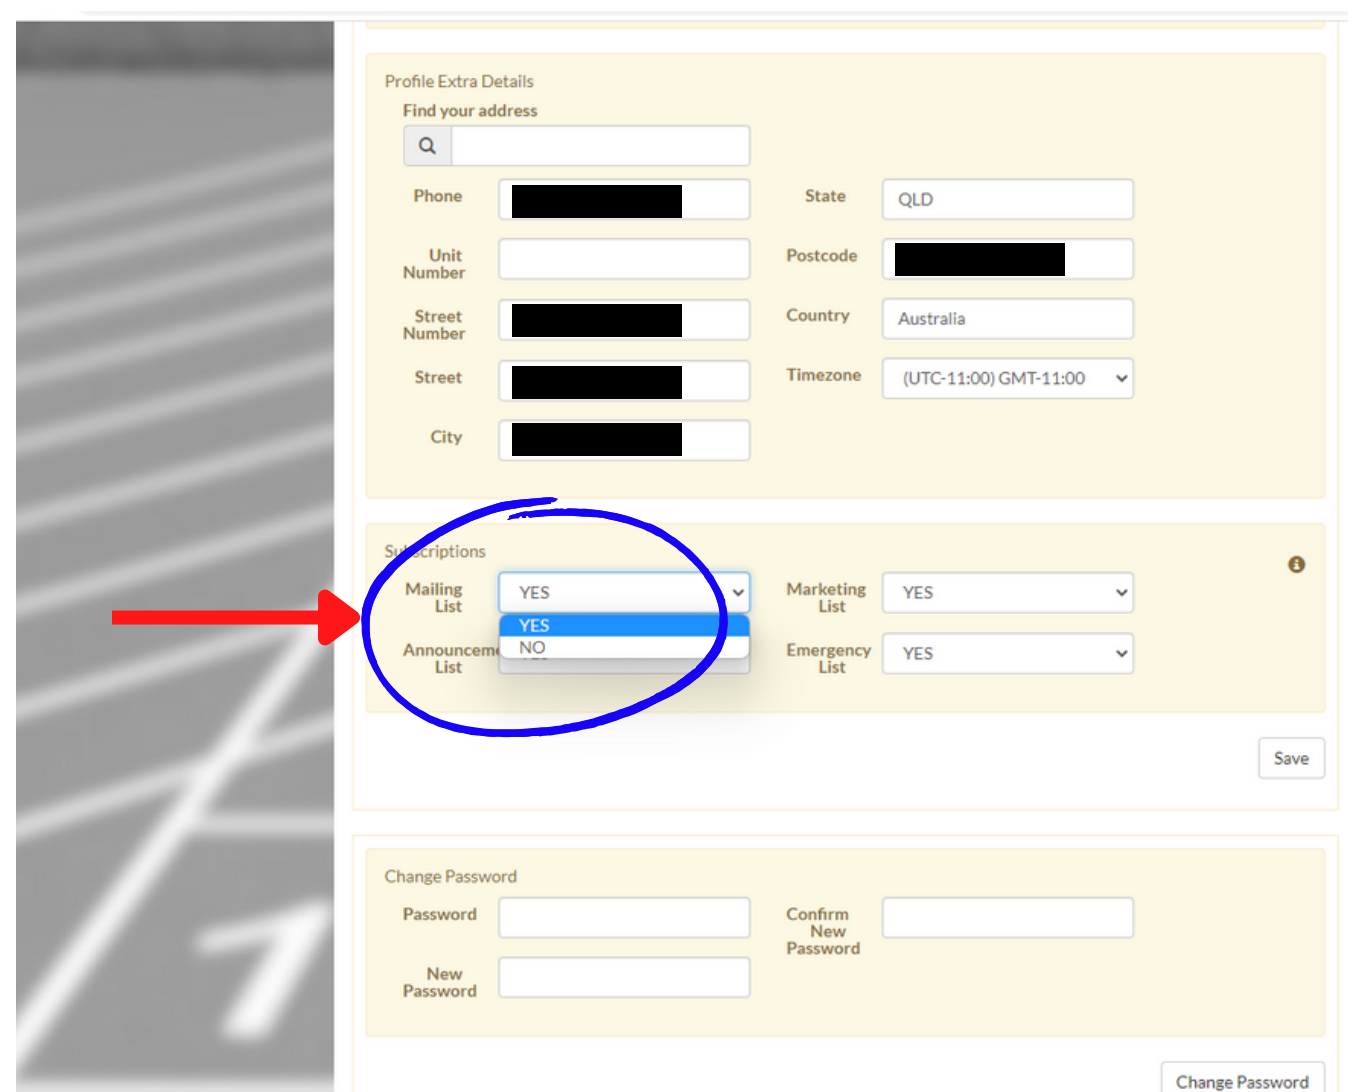 Profile Extra Details
Find your address
Phone
State
QLD
Unit
Number
Postcode
Street
Number
Country
Australia
Street
Timezone
(UTC-11:00) GMT-11:00
City
Subscriptions
Mailing
List
YES
YES
NO
Marketing
List
YES
Announceme
List
Emergency
List
YES
Save
Change Password
Password
Confirm
New
Password
New
Password
Change Password
1